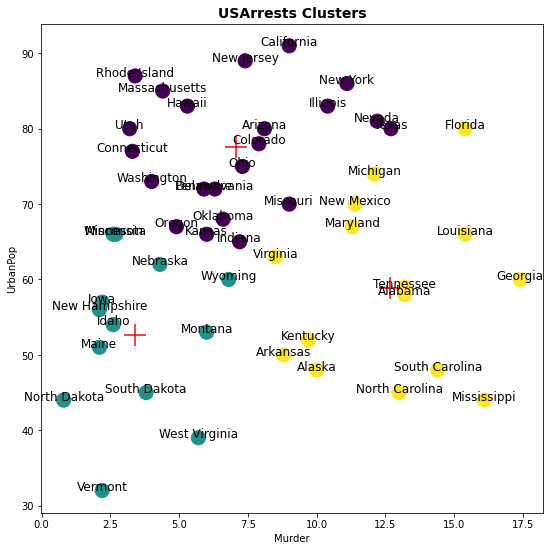 USArrests Clusters
California
New Jersey
Rhode Island
New York
Massachusetts
Hawaii
Illinois
Nevada
Utah
Arizona
Texas
Florida
Colorado
Connecticut
Ohio
Michigan
Washington
Delaware
Pennsylvania
Missouri
New Mexico
Oklahoma
Oregon
Maryland
Wisconsin
Minnesota
Kansas
Louisiana
Indiana
Virginia
Nebraska
Wyoming
Georgia
Tennessee
Alabama
Iowa
New Hampshire
Idaho
Montana
Kentucky
Maine
Arkansas
Alaska
South Carolina
South Dakota
North Carolina
North Dakota
Mississippi
West Virginia
Vermont
90
80
70
60
50
40
30
UrbanPop
0.0 2.5 5.0 7.5 10.0 12.5 15.0 17.5
Murder